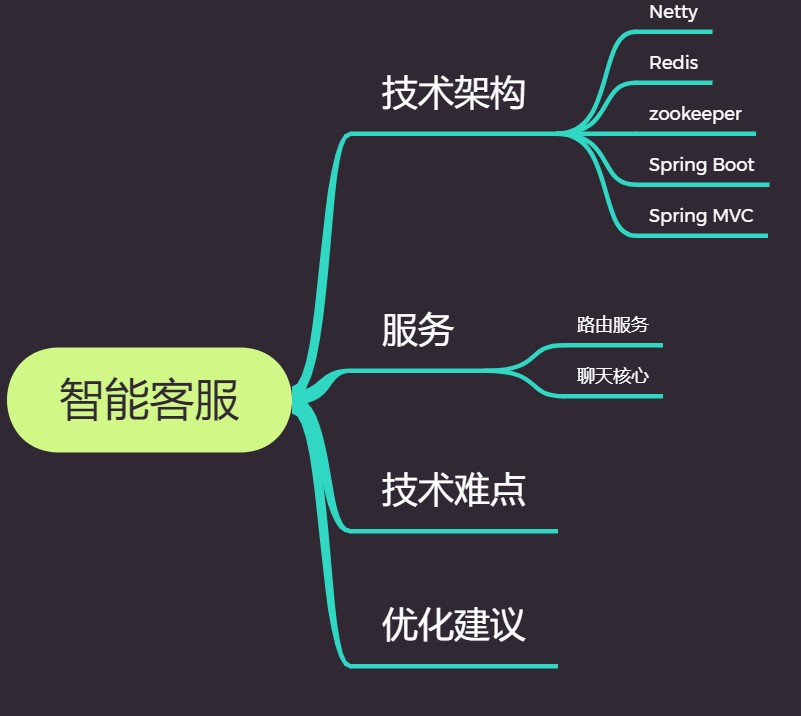 智能客服
技术架构
Netty
Redis
zookeeper
Spring Boot
Spring MVC
服务
路由服务
聊天核心
技术难点
优化建议